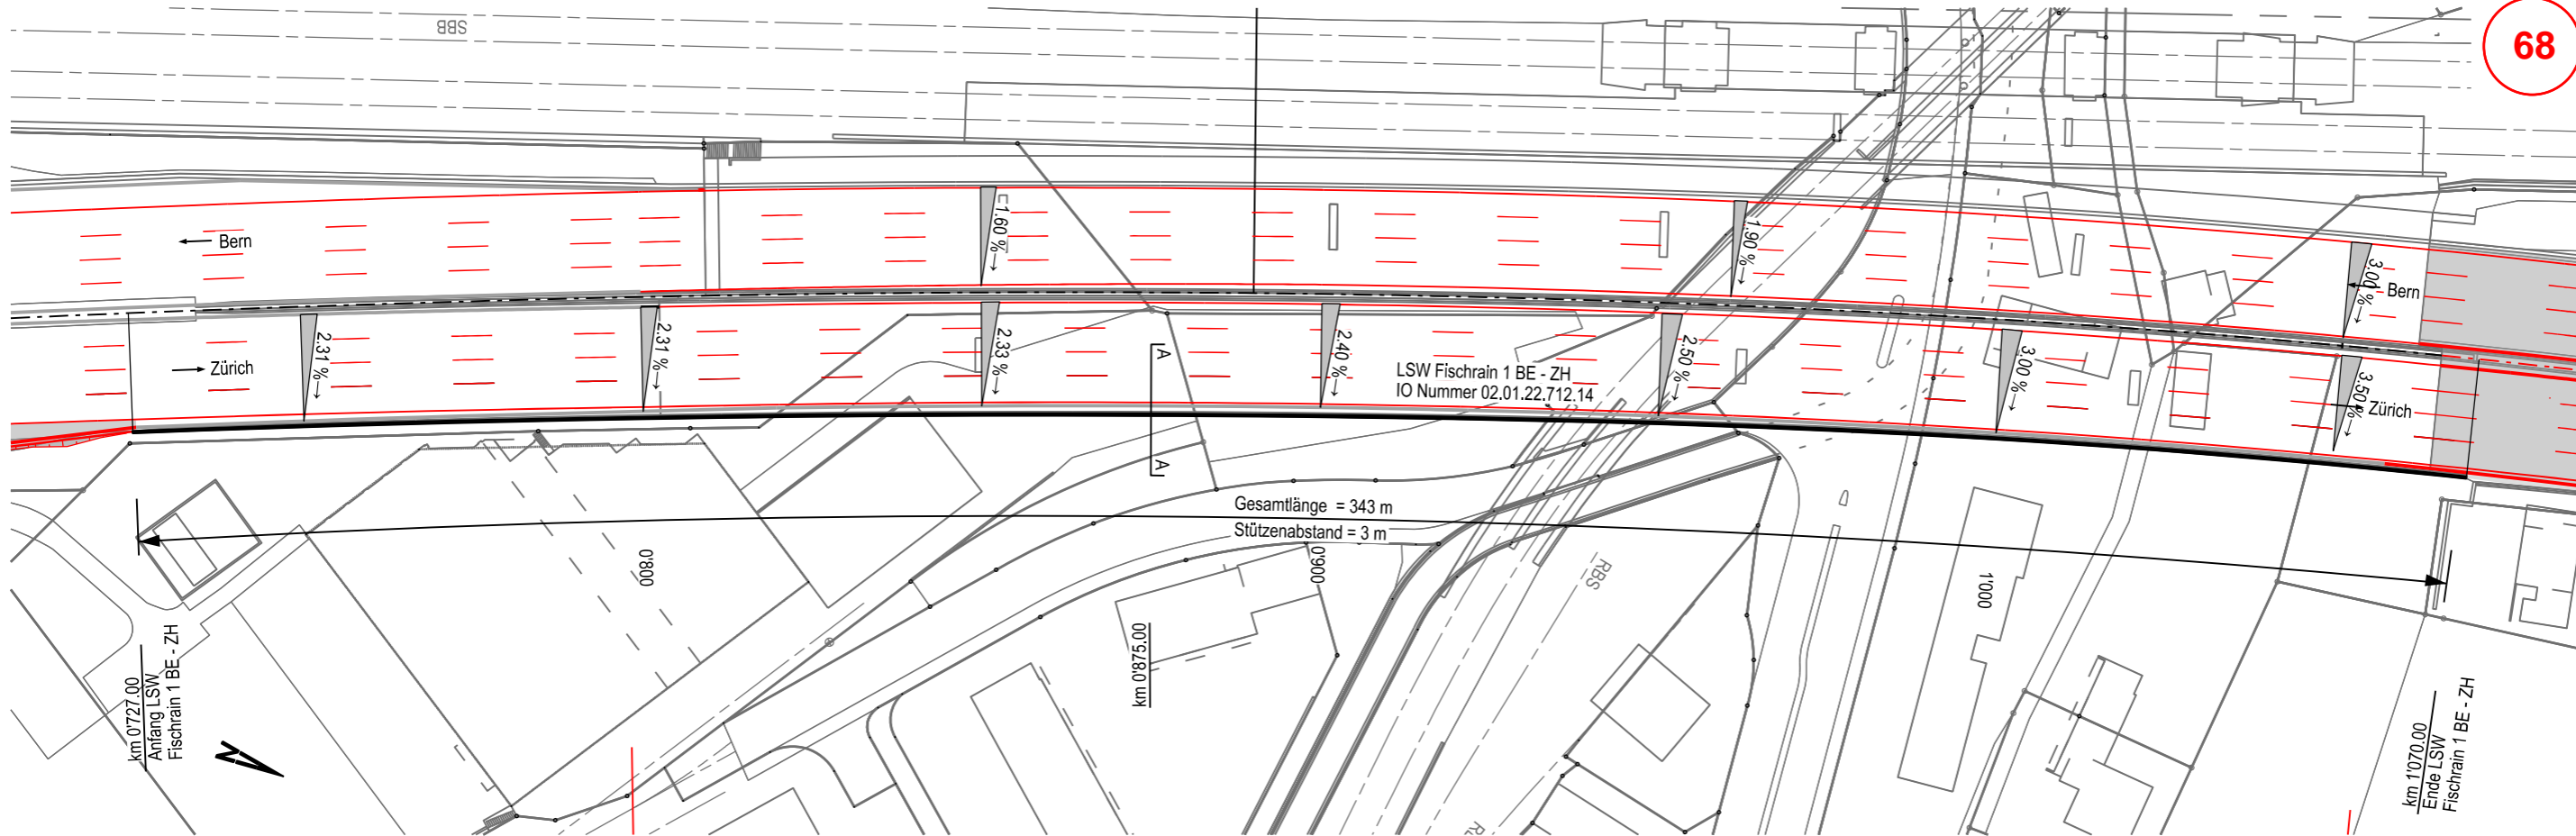 SBB
68
Bern
1.60 %
1.90 %
3.00 %
Bern
Zürich
2.31 %
2.31 %
2.33 %
2.40 %
2.50 %
3.00 %
3.50 %
Zürich
A
A
LSW Fischrain 1 BE - ZH
IO Nummer 02.01.22.712.14
Gesamtlänge = 343 m
Stützenabstand = 3 m
0'800
0'900
1'000
RBS
km 0'727.00
Anfang LSW
Fischrain 1 BE - ZH
N
km 0'875.00
km 1'070.00
Ende LSW
Fischrain 1 BE - ZH